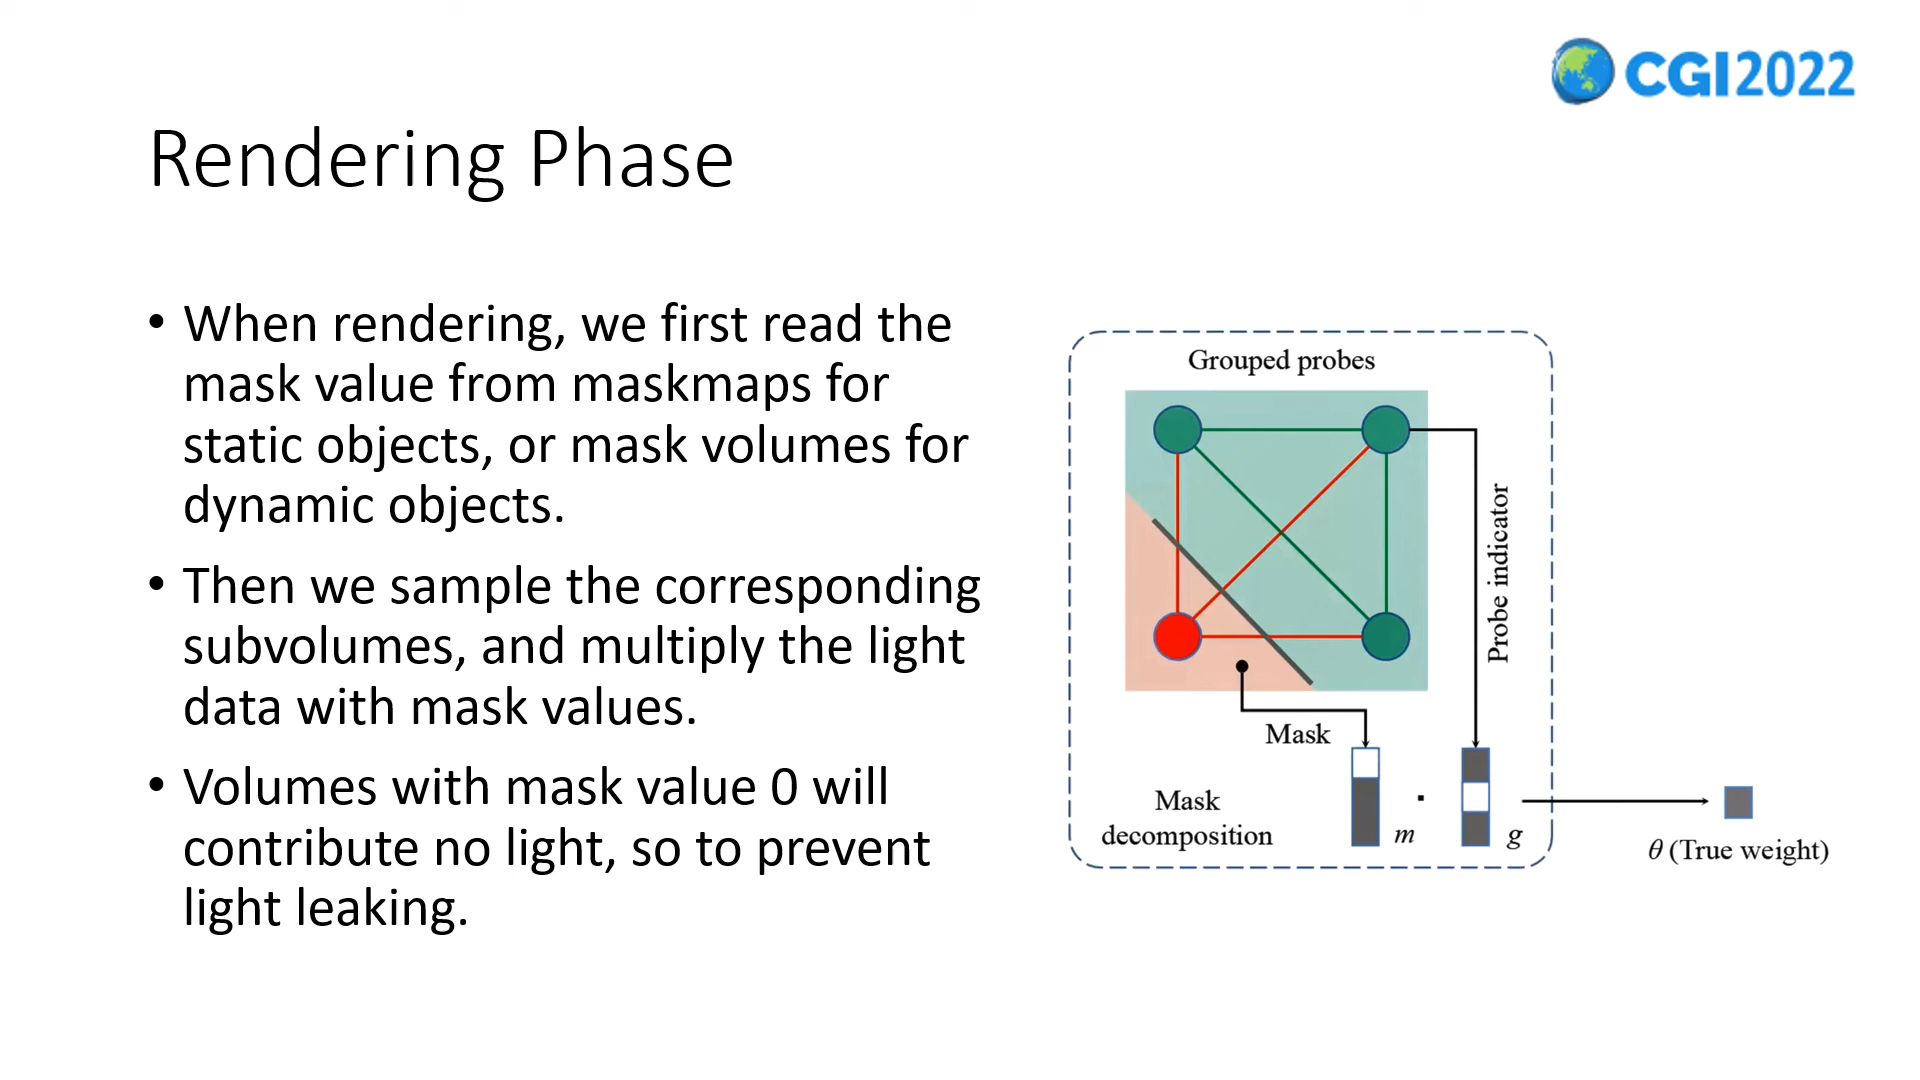 CGI2022
Rendering Phase
• When rendering, we first read the
mask value from maskmaps for
static objects, or mask volumes for
dynamic objects.
• Then we sample the corresponding
subvolumes, and multiply the light
data with mask values.
• Volumes with mask value 0 will
contribute no light, so to prevent
light leaking.
Grouped probes
Probe indicator
Mask
Mask
decomposition
m
·
g
θ (True weight)